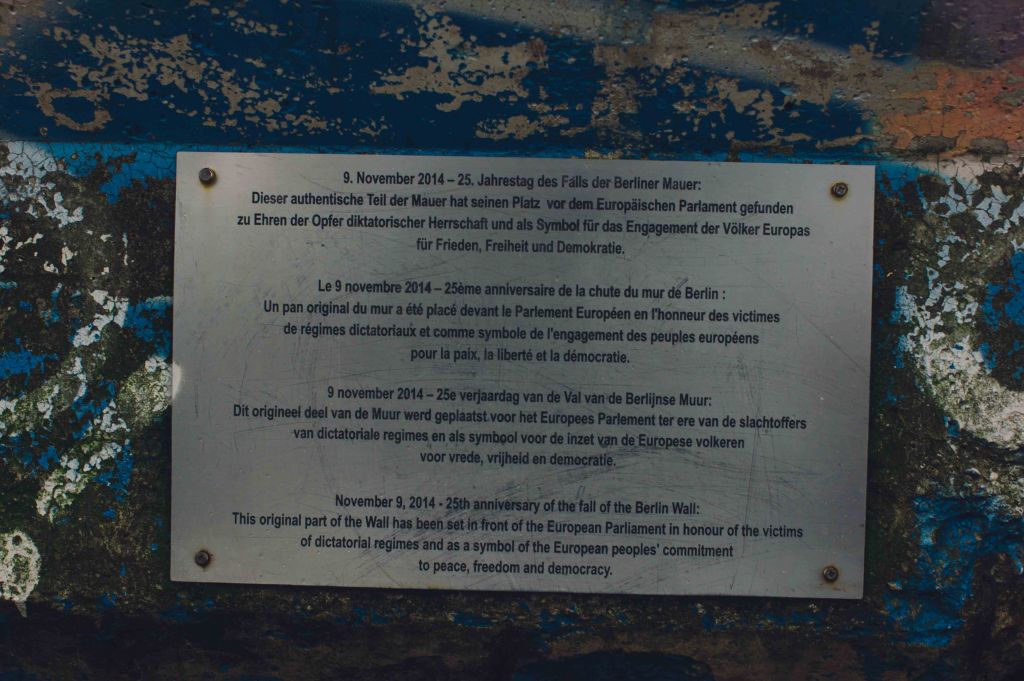 9. November 2014 – 25. Jahrestag des Falls der Berliner Mauer:
Dieser authentische Teil der Mauer hat seinen Platz vor dem Europäischen Parlament gefunden
zu Ehren der Opfer diktatorischer Herrschaft und als Symbol für das Engagement der Völker Europas
für Frieden, Freiheit und Demokratie.
Le 9 novembre 2014 – 25ème anniversaire de la chute du mur de Berlin :
Un pan original du mur a été placé devant le Parlement Européen en l'honneur des victimes
de régimes dictatoriaux et comme symbole de l'engagement des peuples européens
pour la paix, la liberté et la démocratie.
9 november 2014 – 25e verjaardag van de Val van de Berlijnse Muur:
Dit origineel deel van de Muur werd geplaatst voor het Europees Parlement ter ere van de slachtoffers
van dictatoriale regimes en als symbool voor de inzet van de Europese volkeren
voor vrede, vrijheid en democratie.
November 9, 2014 - 25th anniversary of the fall of the Berlin Wall:
This original part of the Wall has been set in front of the European Parliament in honour of the victims
of dictatorial regimes and as a symbol of the European peoples' commitment
to peace, freedom and democracy.